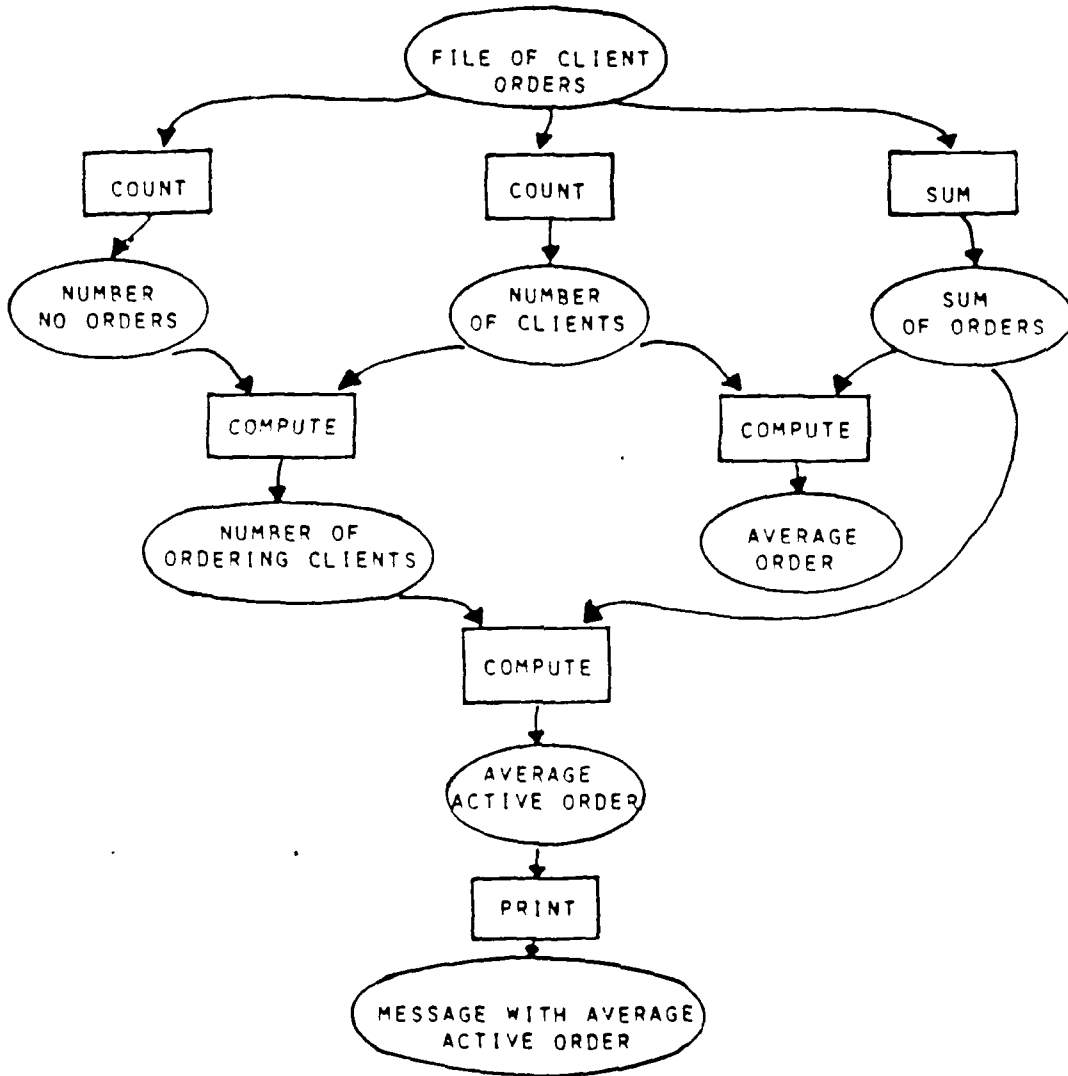 FILE OF CLIENT
ORDERS
COUNT
COUNT
SUM
NUMBER
NO ORDERS
NUMBER
OF CLIENTS
SUM
OF ORDERS
COMPUTE
COMPUTE
NUMBER OF
ORDERING CLIENTS
AVERAGE
ORDER
COMPUTE
AVERAGE
ACTIVE ORDER
PRINT
MESSAGE WITH AVERAGE
ACTIVE ORDER